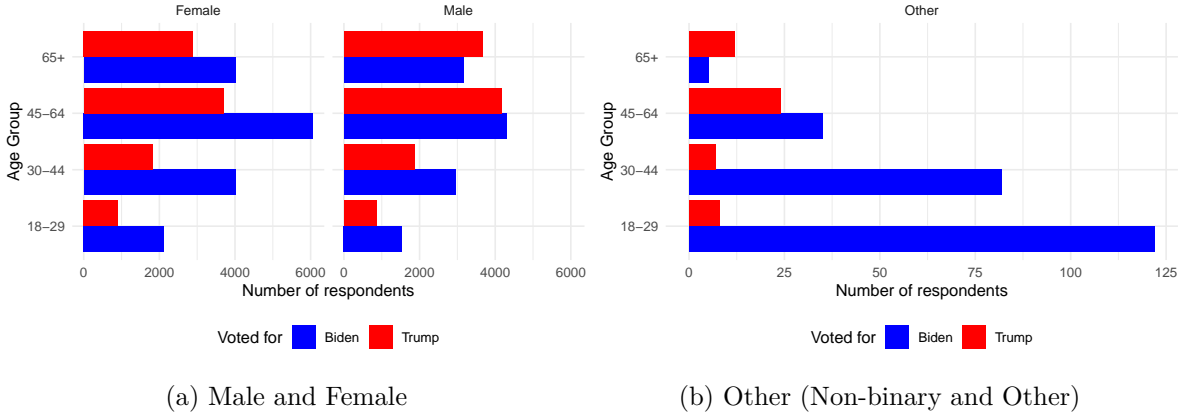 Female
Male
Age Group
65+
45−64
30−44
18−29
0 2000 4000 6000
0 2000 4000 6000
Number of respondents
Voted for Biden Trump
(a) Male and Female
Other
Age Group
65+
45−64
30−44
18−29
0 25 50 75 100 125
Number of respondents
Voted for Biden Trump
(b) Other (Non-binary and Other)